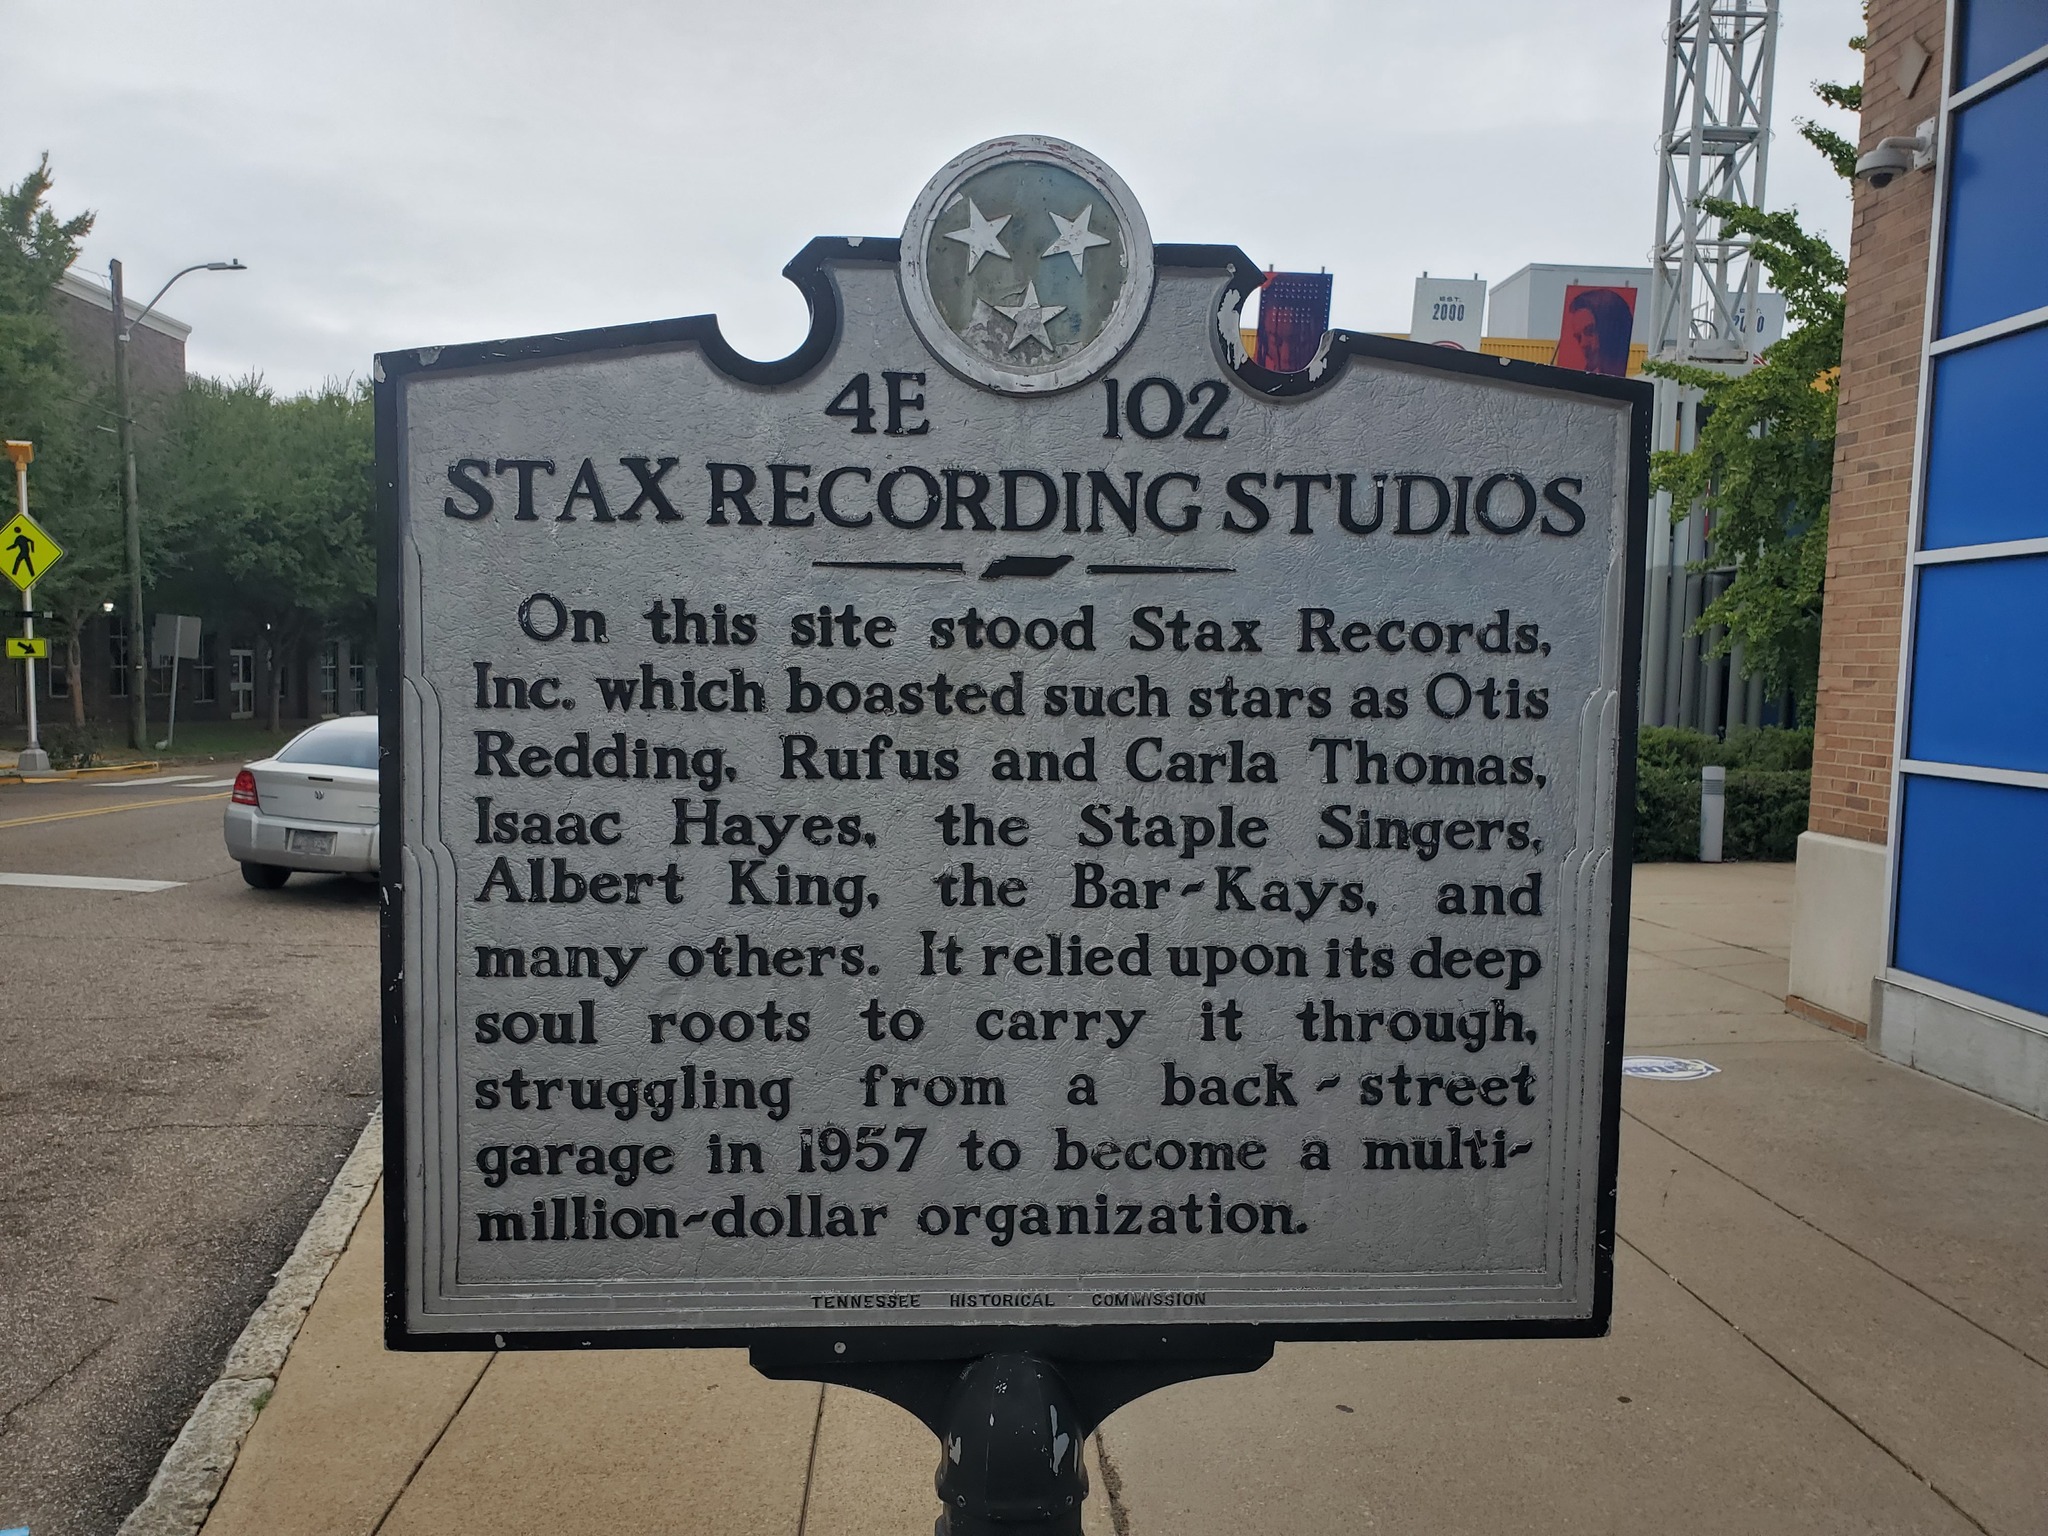 4E 102
STAX RECORDING STUDIOS
On this site stood Stax Records,
Inc. which boasted such stars as Otis
Redding, Rufus and Carla Thomas,
Isaac Hayes, the Staple Singers,
Albert King, the Bar-Kays, and
many others. It relied upon its deep
soul roots to carry it through,
struggling from a back-street
garage in 1957 to become a multi-
million-dollar organization.
TENNESSEE HISTORICAL COMMISSION
EST.
2000
2000